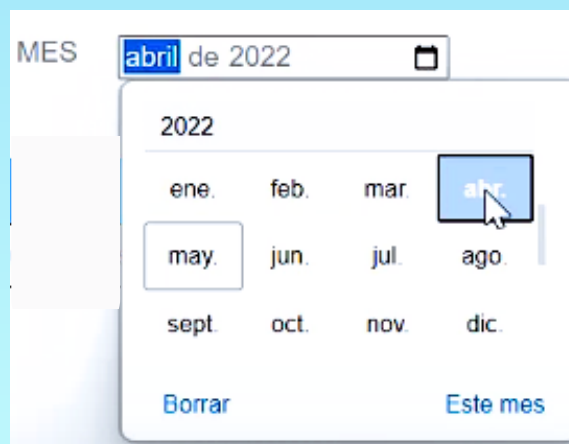 MES
abril de 2022
2022
ene. feb. mar. abr.
may. jun. jul. ago.
sept. oct. nov. dic.
Borrar Este mes